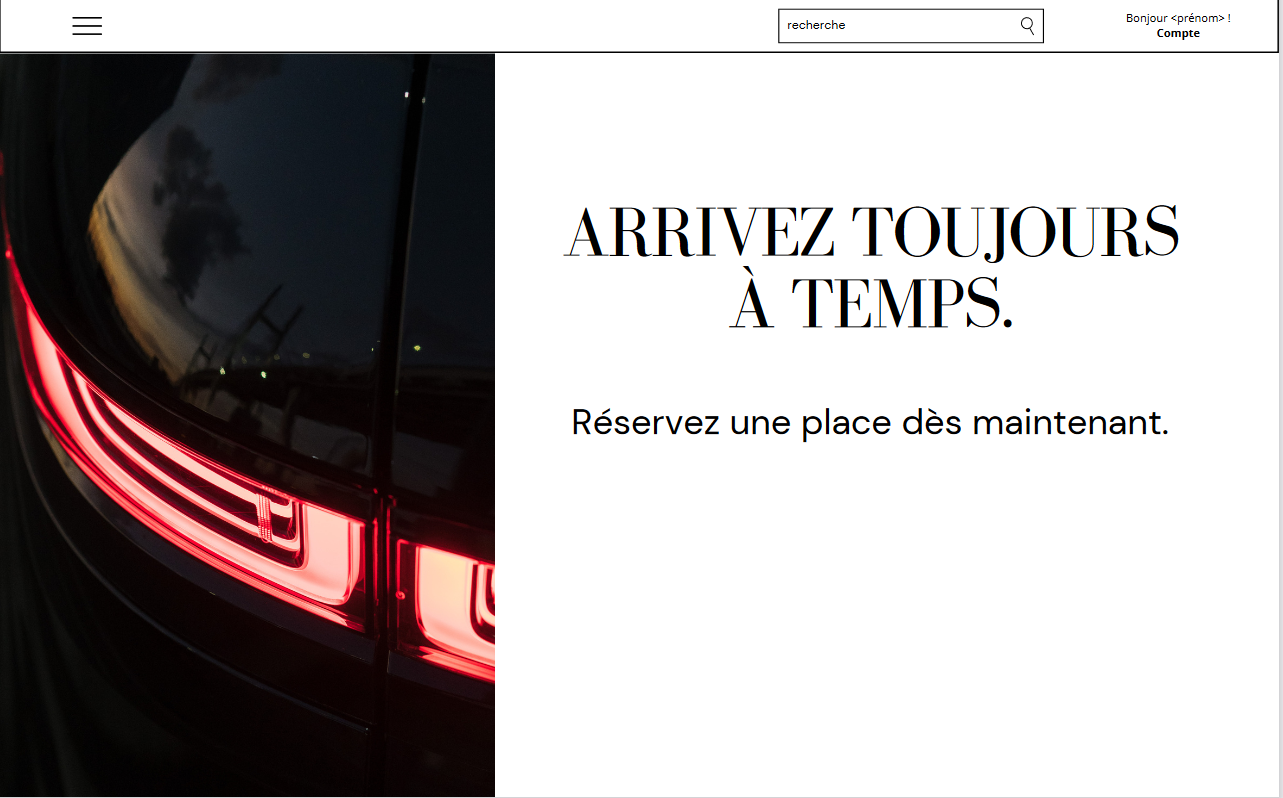 recherche
Bonjour <prénom> !
Compte
ARRIVEZ TOUJOURS
À TEMPS.
Réservez une place dès maintenant.